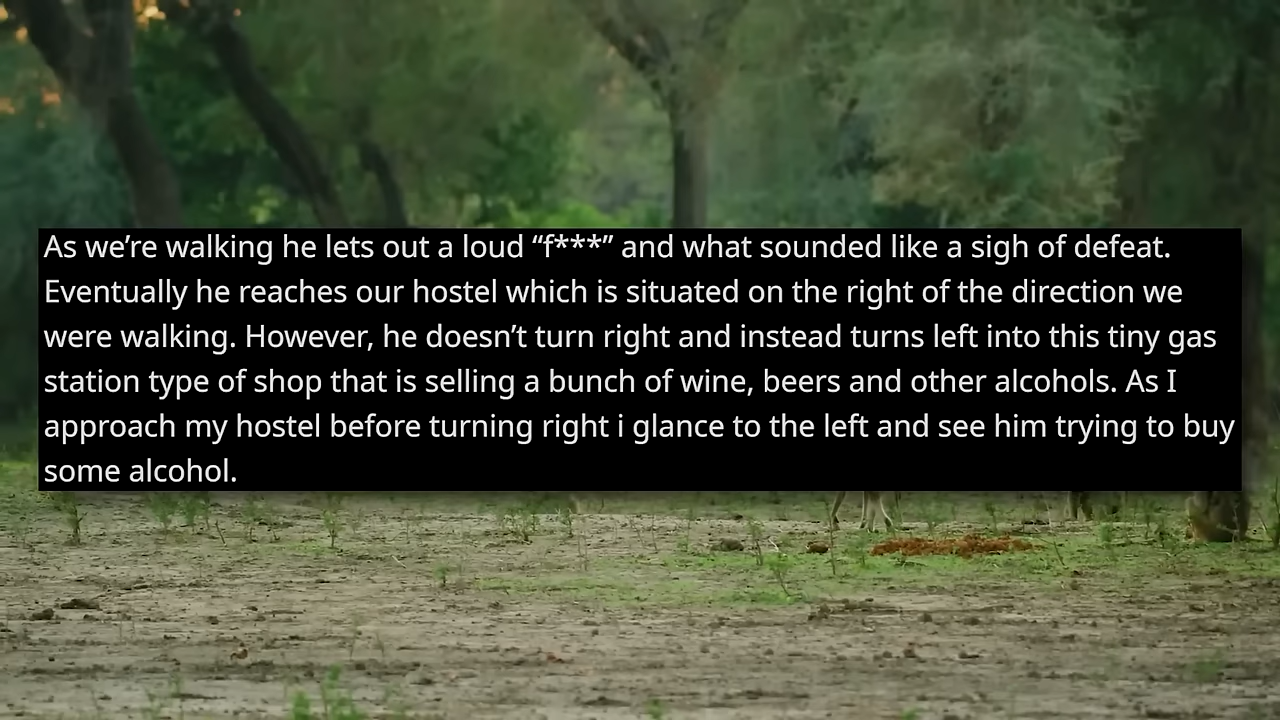 As we’re walking he lets out a loud “f***” and what sounded like a sigh of defeat.
Eventually he reaches our hostel which is situated on the right of the direction we
were walking. However, he doesn’t turn right and instead turns left into this tiny gas
station type of shop that is selling a bunch of wine, beers and other alcohols. As I
approach my hostel before turning right i glance to the left and see him trying to buy
some alcohol.